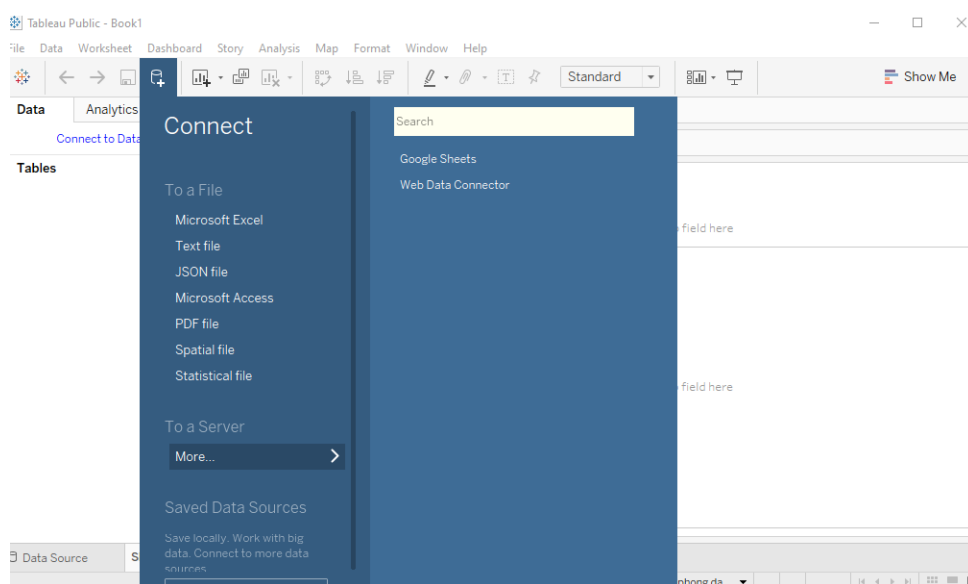 Tableau Public - Book1
File Data Worksheet Dashboard Story Analysis Map Format Window Help
Standard
Show Me
Data Analytics
Connect to Data
Tables
Connect
To a File
Microsoft Excel
Text file
JSON file
Microsoft Access
PDF file
Spatial file
Statistical file
To a Server
More...
Saved Data Sources
Save locally. Work with big
data. Connect to more data
sources
Search
Google Sheets
Web Data Connector
field here
field here
Data Source
S
phong da